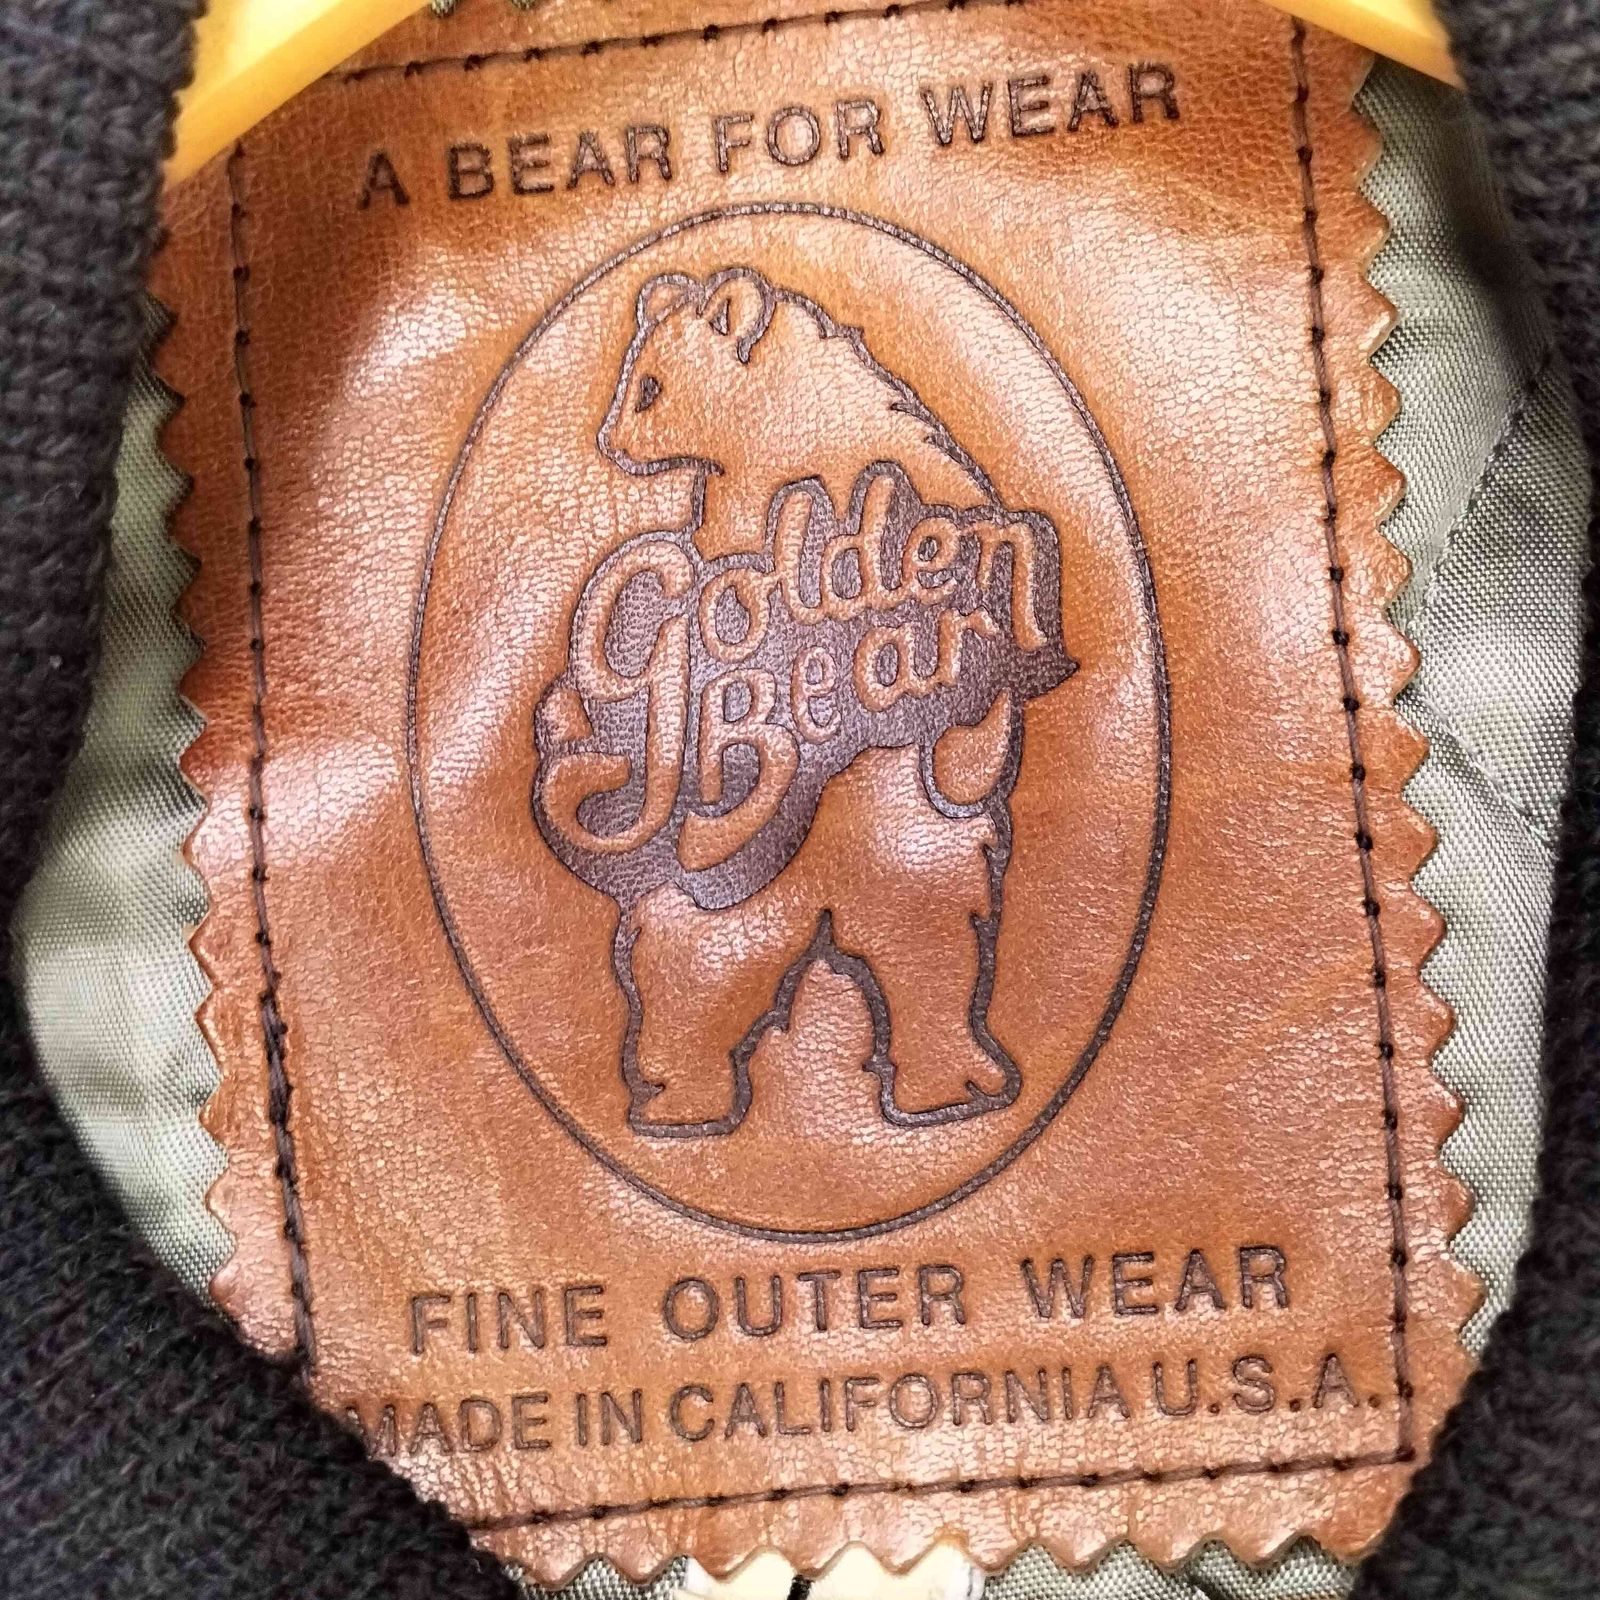 A BEAR FOR WEAR
Golden
Bear
FINE OUTER WEAR
MADE IN CALIFORNIA U.S.A.